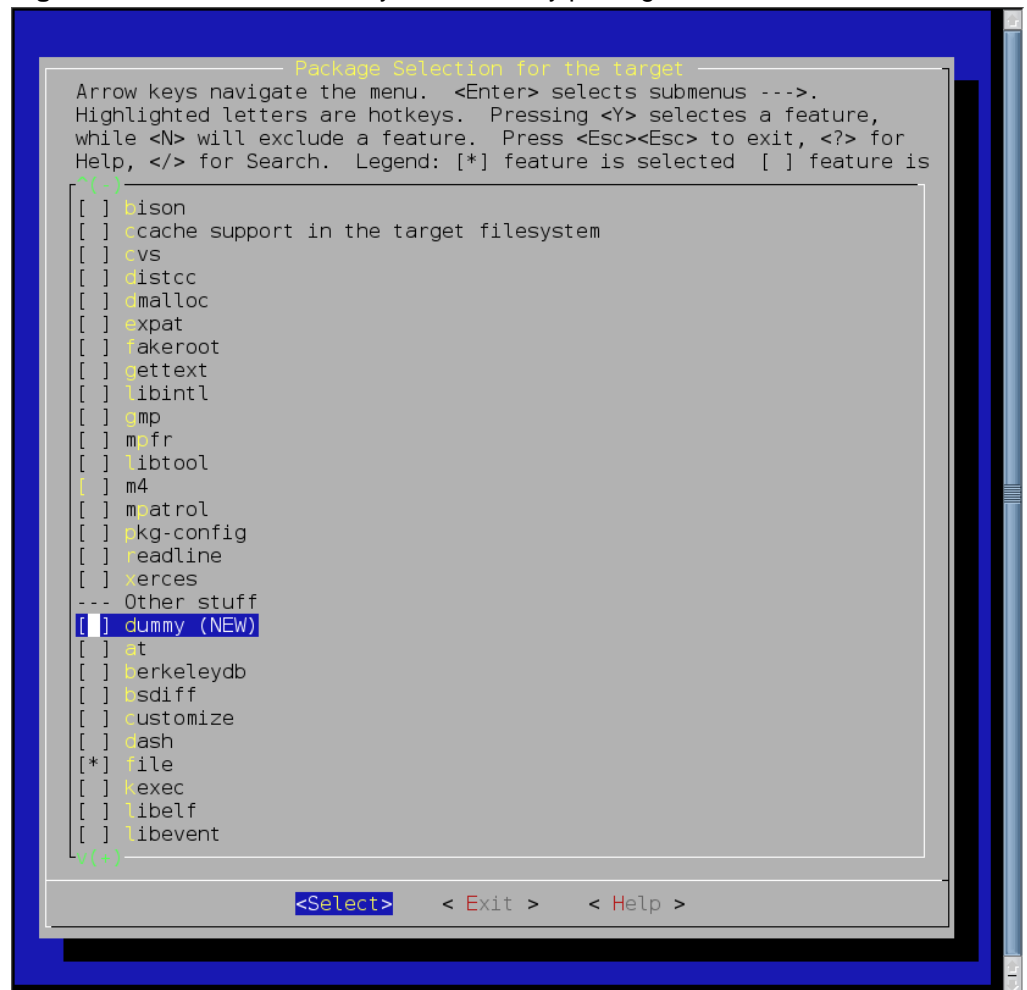 Package Selection for the target
Arrow keys navigate the menu.  <Enter> selects submenus --->.
Highlighted letters are hotkeys.  Pressing <Y> selectes a feature,
while <N> will exclude a feature.  Press <Esc><Esc> to exit, <?> for
Help, </> for Search.  Legend: [*] feature is selected  [ ] feature is
^(-)
[ ] bison
[ ] ccache support in the target filesystem
[ ] cvs
[ ] distcc
[ ] dmalloc
[ ] expat
[ ] fakeroot
[ ] gettext
[ ] libintl
[ ] gmp
[ ] mpfr
[ ] libtool
[ ] m4
[ ] mpatrol
[ ] pkg-config
[ ] readline
[ ] xerces
--- Other stuff
[ ] dummy (NEW)
[ ] at
[ ] berkeleydb
[ ] bsdiff
[ ] customize
[ ] dash
[*] file
[ ] kexec
[ ] libelf
[ ] libevent
v(+)
<Select>    < Exit >    < Help >